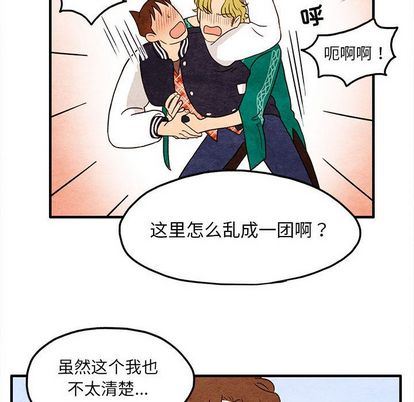 呼
呃啊啊！
这里怎么乱成一团啊？
虽然这个我也
不太清楚...